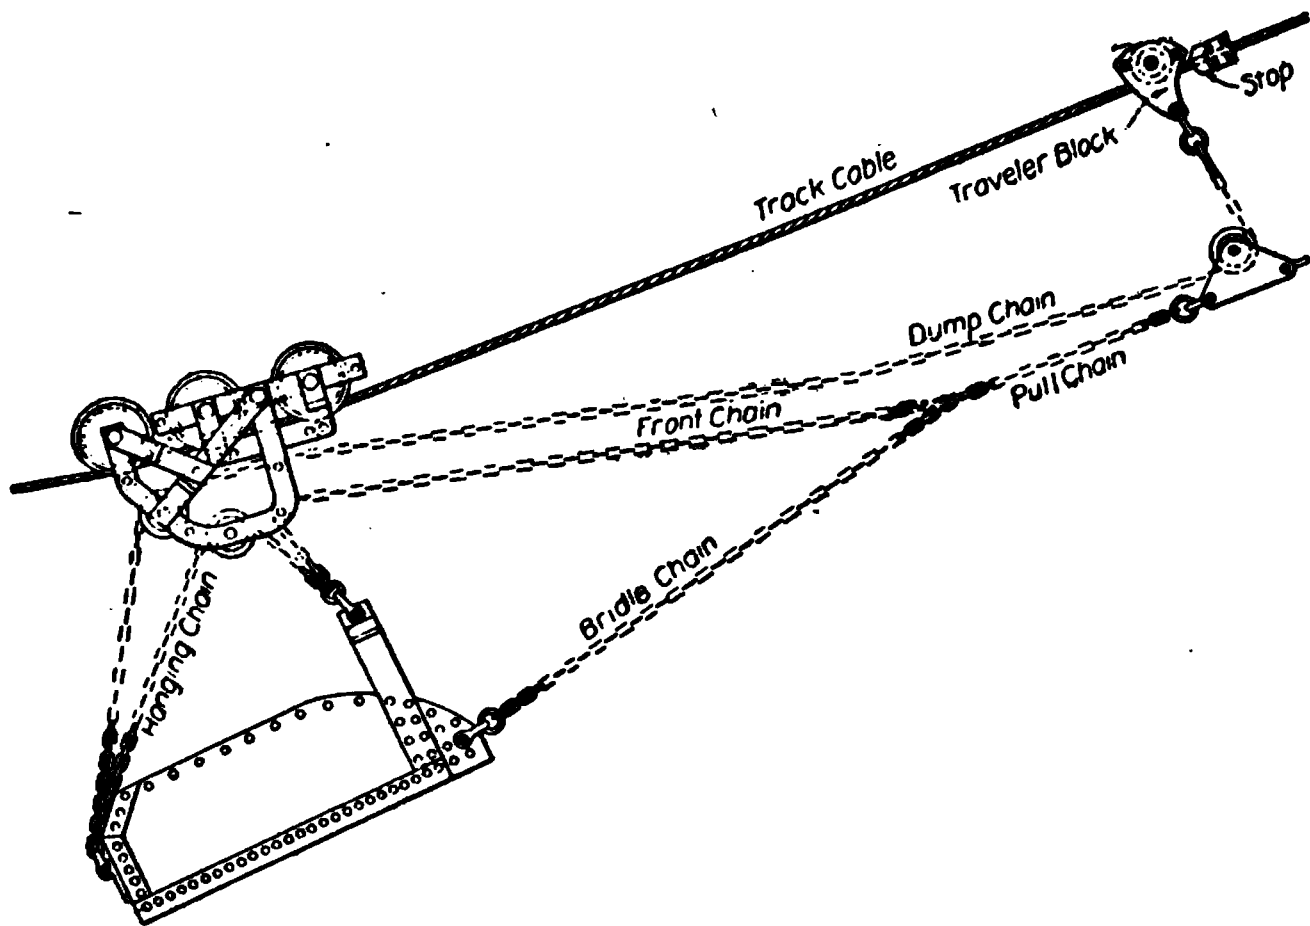 Stop
Traveler Block
Track Cable
Dump Chain
Pull Chain
Front Chain
Bridle Chain
Hanging Chain